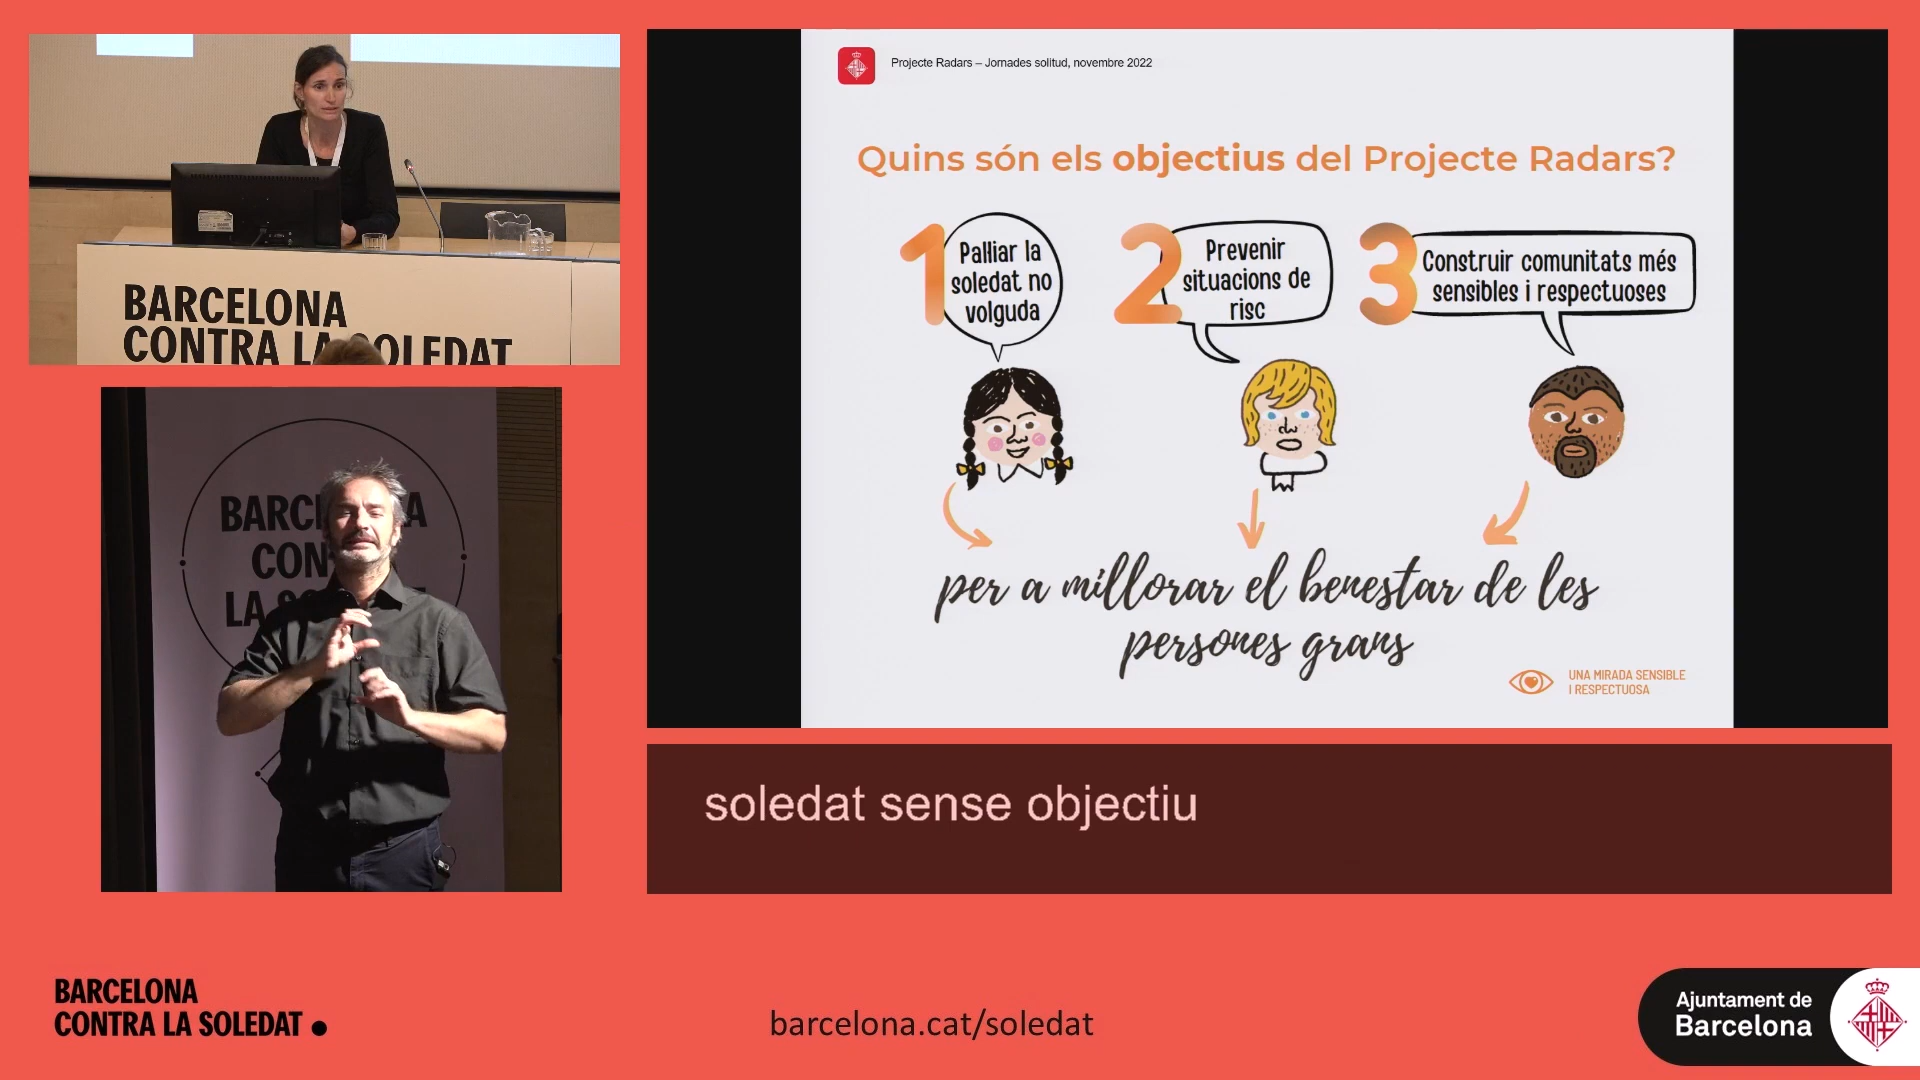 BARCELONA
CONTRA LA SOLEDAT
Projecte Radars – Jornades solitud, novembre 2022
Quins són els objectius del Projecte Radars?
1
Pal·liar la
soledat no
volguda
2
Prevenir
situacions de
risc
3
Construir comunitats més
sensibles i respectuoses
per a millorar el benestar de les
persones grans
UNA MIRADA SENSIBLE
I RESPECTUOSA
BARC A
CON
LA
soledat sense objectiu
BARCELONA
CONTRA LA SOLEDAT
barcelona.cat/soledat
Ajuntament de
Barcelona